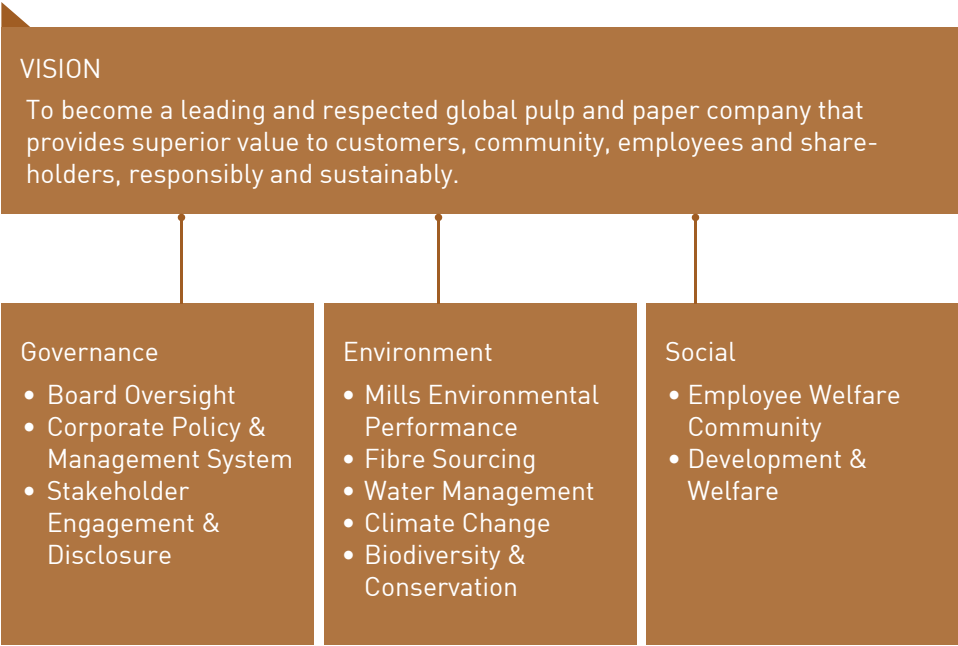 VISION
To become a leading and respected global pulp and paper company that
provides superior value to customers, community, employees and share-
holders, responsibly and sustainably.
Governance
• Board Oversight
• Corporate Policy &
Management System
• Stakeholder
Engagement &
Disclosure
Environment
• Mills Environmental
Performance
• Fibre Sourcing
• Water Management
• Climate Change
• Biodiversity &
Conservation
Social
• Employee Welfare
Community
• Development &
Welfare